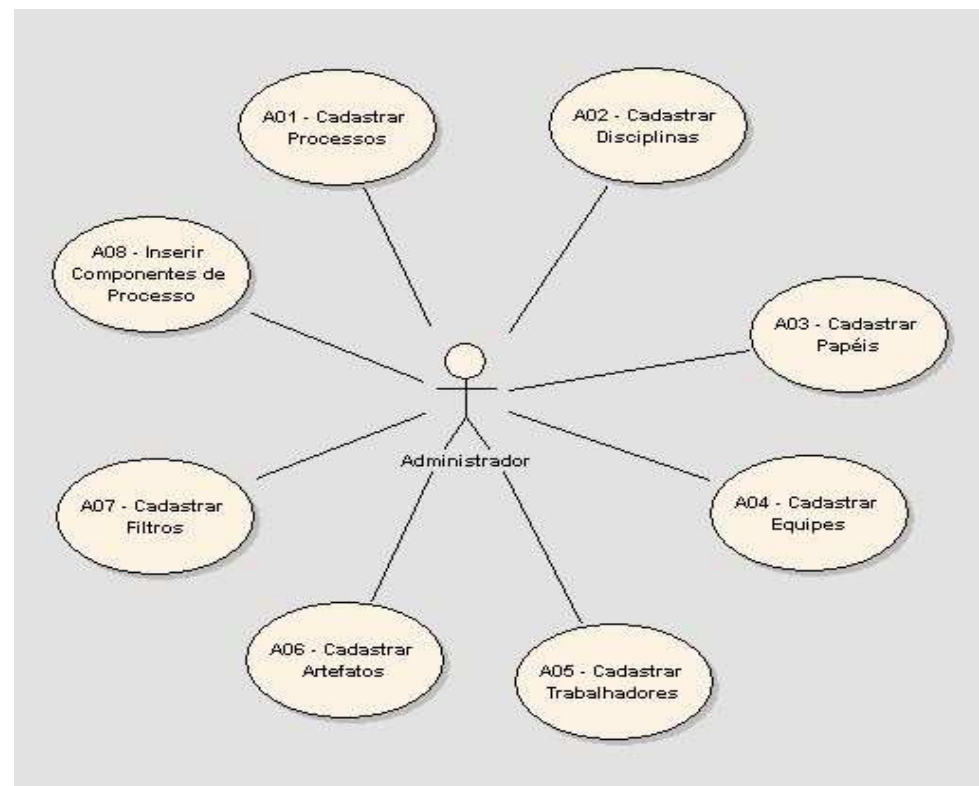 A01 - Cadastrar
Processos
A02 - Cadastrar
Disciplinas
A08 - Inserir
Componentes de
Processo
A03 - Cadastrar
Papéis
Administrador
A07 - Cadastrar
Filtros
A04 - Cadastrar
Equipes
A06 - Cadastrar
Artefatos
A05 - Cadastrar
Trabalhadores